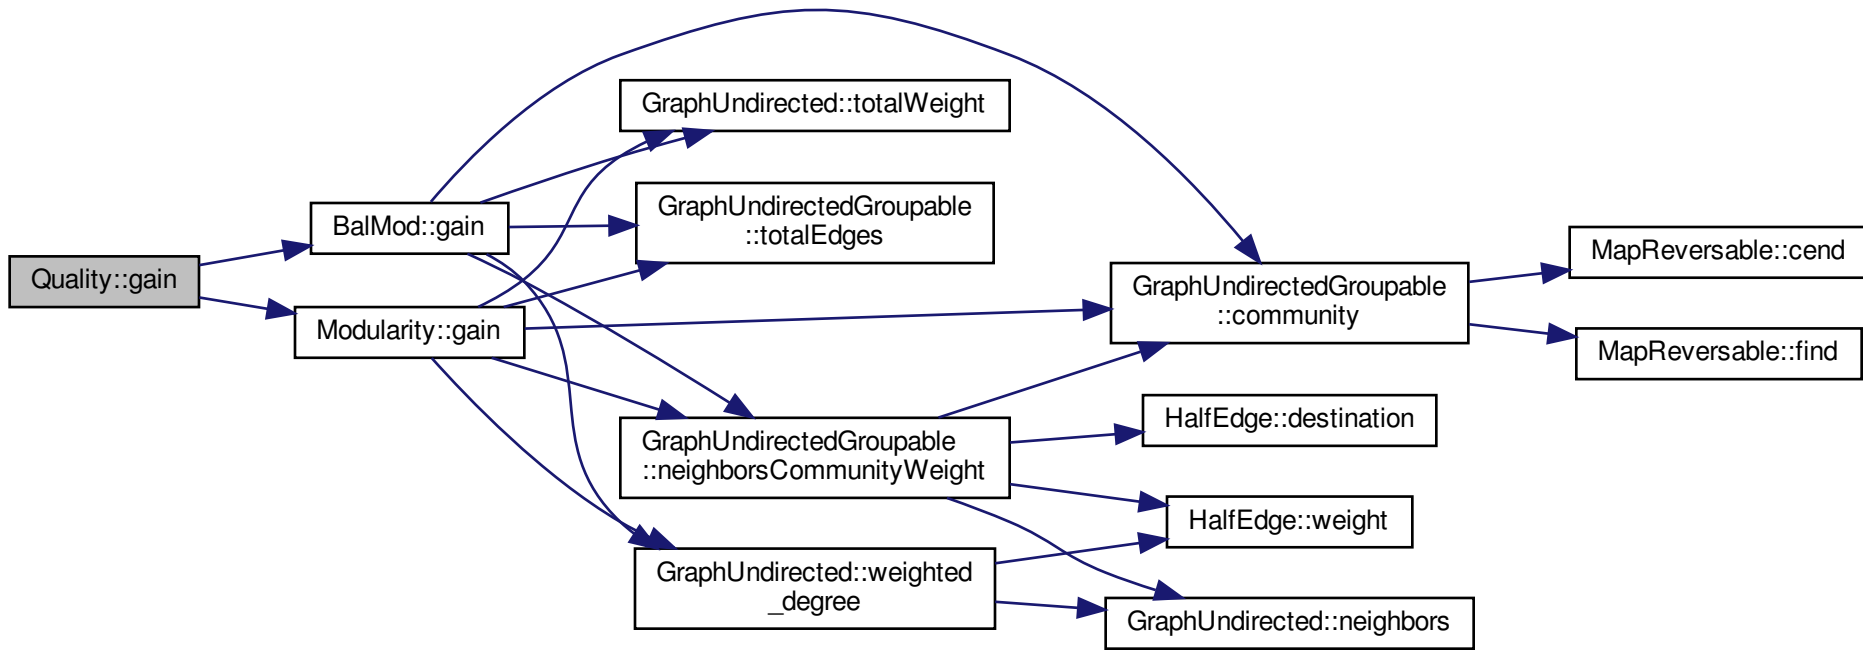 Quality::gain
BalMod::gain
Modularity::gain
GraphUndirected::totalWeight
GraphUndirectedGroupable
::totalEdges
GraphUndirectedGroupable
::neighborsCommunityWeight
GraphUndirected::weighted
_degree
GraphUndirectedGroupable
::community
HalfEdge::destination
HalfEdge::weight
GraphUndirected::neighbors
MapReversable::cend
MapReversable::find